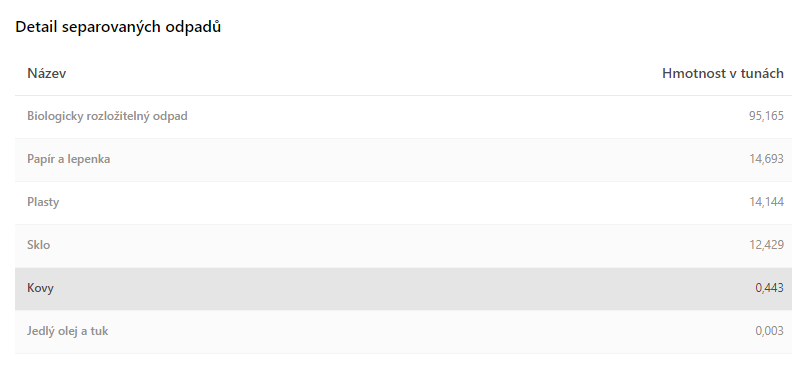 Detail separovaných odpadů
Název Hmotnost v tunách
Biologicky rozložitelný odpad 95,165
Papír a lepenka 14,693
Plasty 14,144
Sklo 12,429
Kovy 0,443
Jedlý olej a tuk 0,003